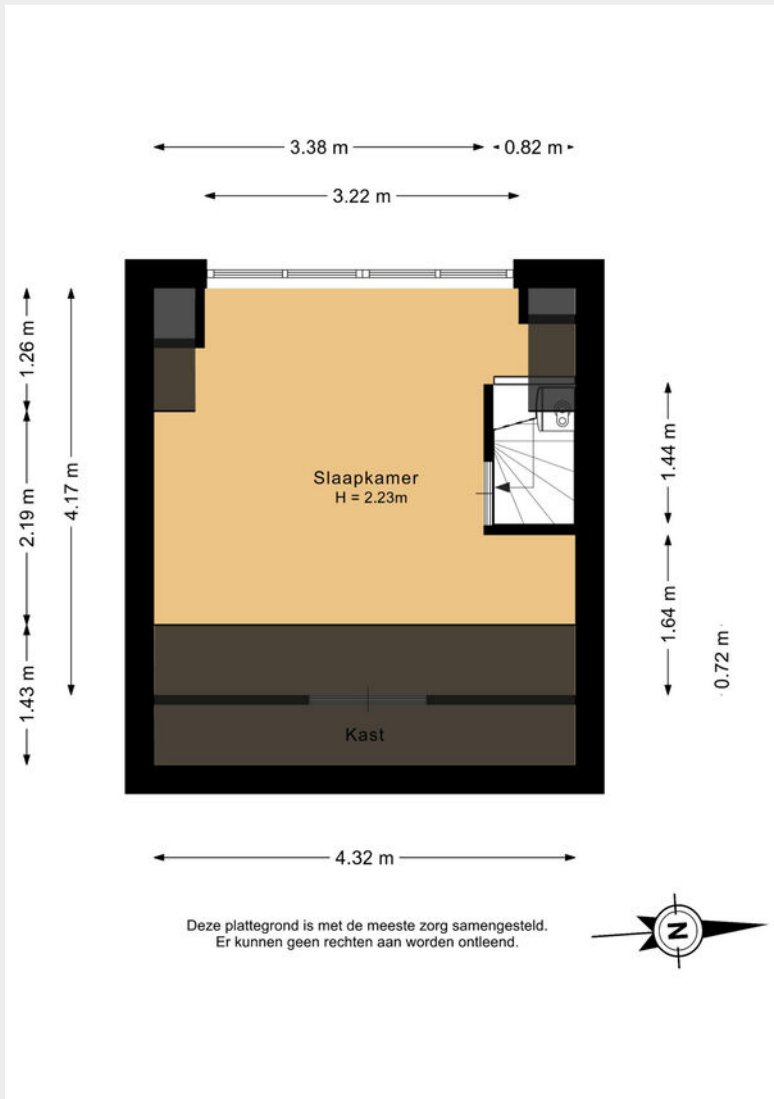 3.38 m
0.82 m
3.22 m
1.26 m
4.17 m
2.19 m
1.43 m
Slaapkamer
H = 2.23m
1.44 m
1.64 m
0.72 m
Kast
4.32 m
Deze plattegrond is met de meeste zorg samengesteld.
Er kunnen geen rechten aan worden ontleend.
N